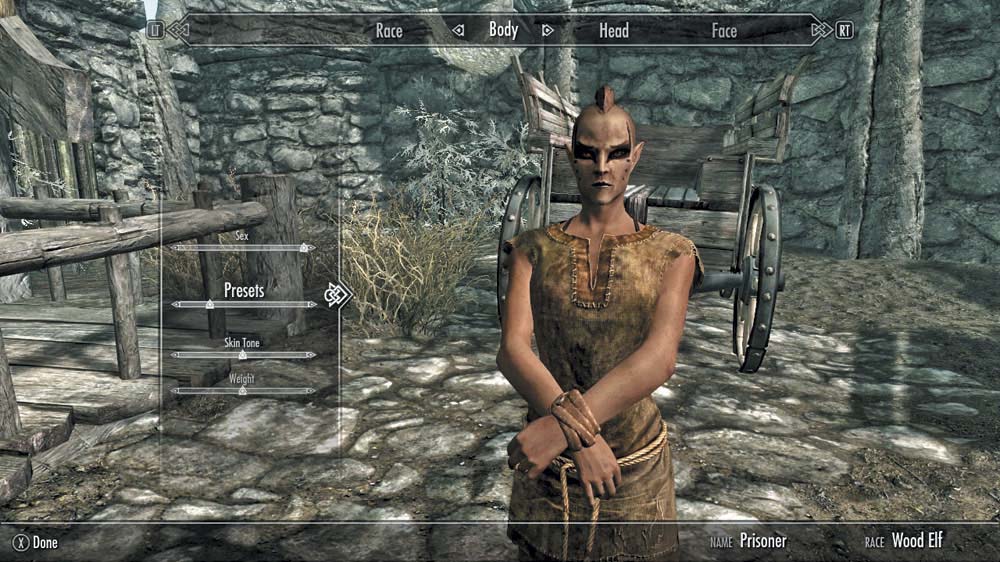 LT Race Body Head Face RT
Sex
Presets
Skin Tone
Weight
X Done NAME Prisoner RACE Wood Elf